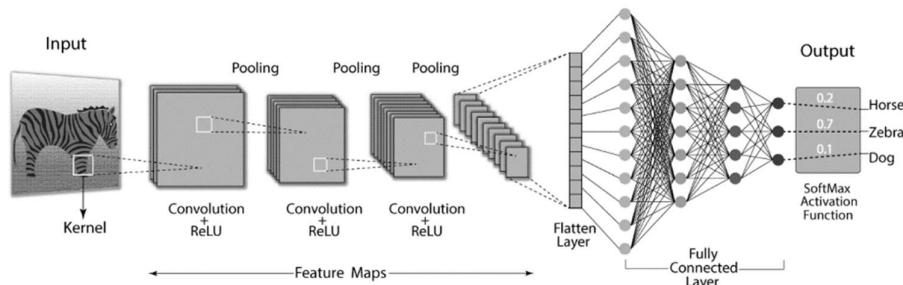 Input
Kernel
Pooling
Pooling
Pooling
Convolution
+
ReLU
Convolution
+
ReLU
Convolution
+
ReLU
Feature Maps
Flatten
Layer
Fully
Connected
Layer
Output
0.2
Horse
0.7
Zebra
0.1
Dog
SoftMax
Activation
Function